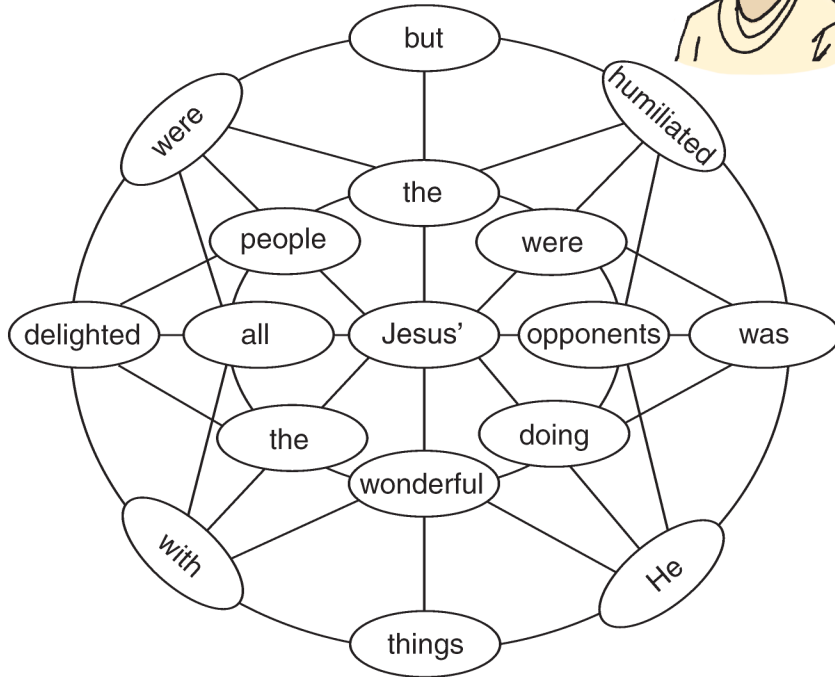 but
were
humiliated
the
people
were
delighted
all
Jesus’
opponents
was
the
doing
wonderful
with
He
things